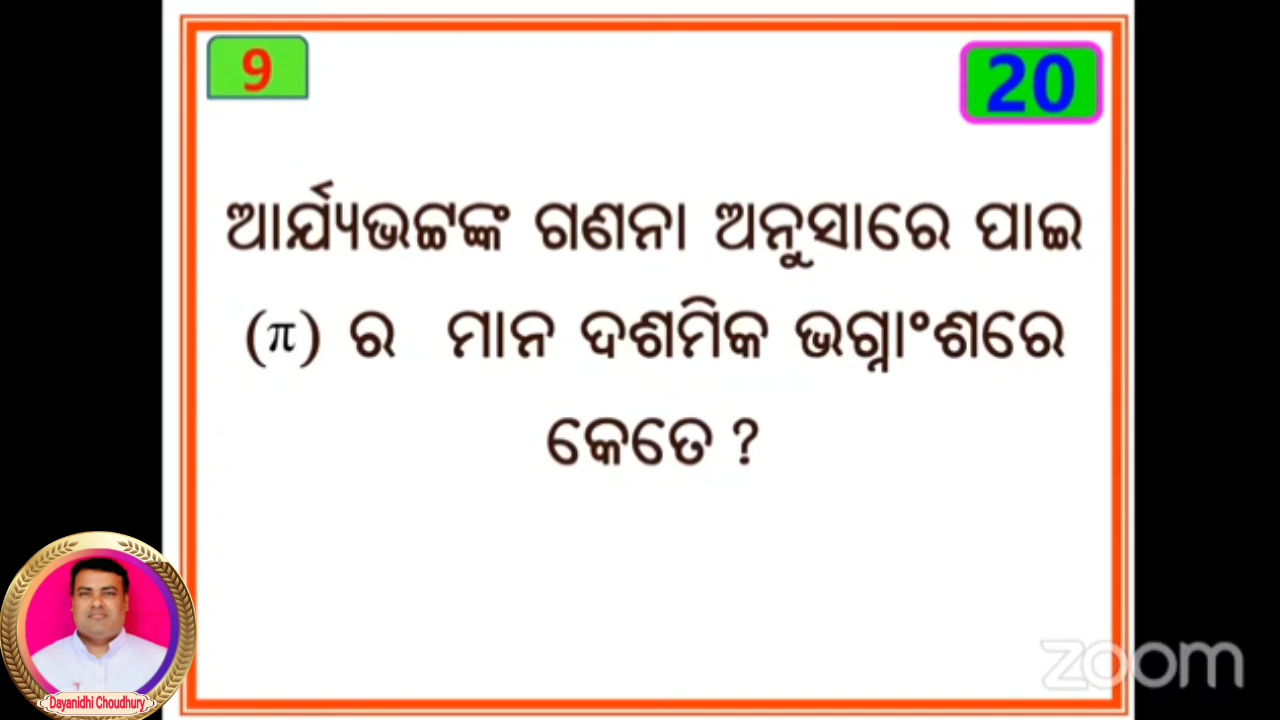 9
20
ଆର୍ଯ୍ୟଭଟ୍ଟଙ୍କ ଗଣନା ଅନୁସାରେ ପାଇ
(π) ର ମାନ ଦଶମିକ ଭଗ୍ନାଂଶରେ
କେତେ ?
Dayanidhi Choudhury
zoom